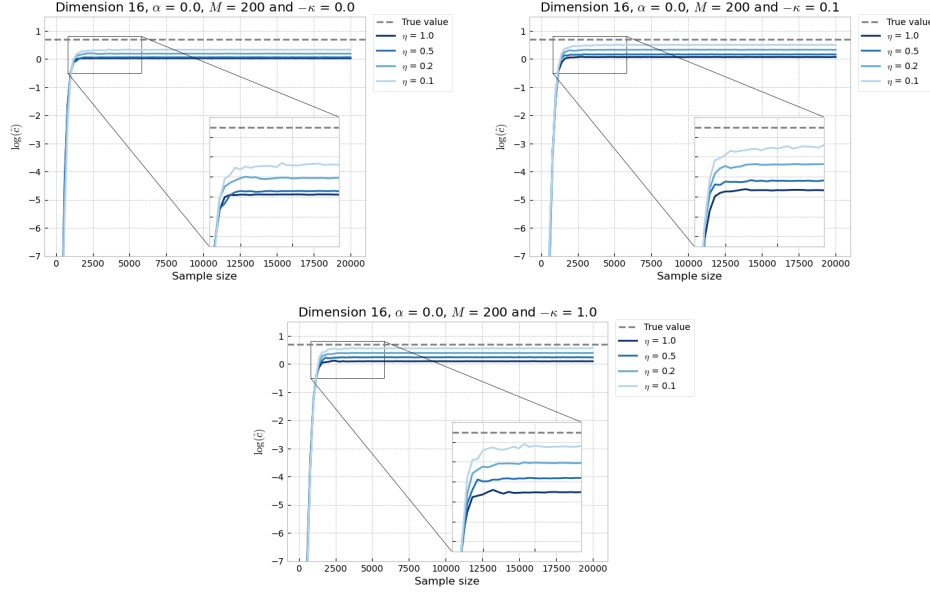 Dimension 16, α = 0.0, M = 200 and −κ = 0.0
True value
η = 1.0
η = 0.5
η = 0.2
η = 0.1
log(ĉ)
1
0
−1
−2
−3
−4
−5
−6
−7
0 2500 5000 7500 10000 12500 15000 17500 20000
Sample size
Dimension 16, α = 0.0, M = 200 and −κ = 0.1
True value
η = 1.0
η = 0.5
η = 0.2
η = 0.1
log(ĉ)
1
0
−1
−2
−3
−4
−5
−6
−7
0 2500 5000 7500 10000 12500 15000 17500 20000
Sample size
Dimension 16, α = 0.0, M = 200 and −κ = 1.0
True value
η = 1.0
η = 0.5
η = 0.2
η = 0.1
log(ĉ)
1
0
−1
−2
−3
−4
−5
−6
−7
0 2500 5000 7500 10000 12500 15000 17500 20000
Sample size